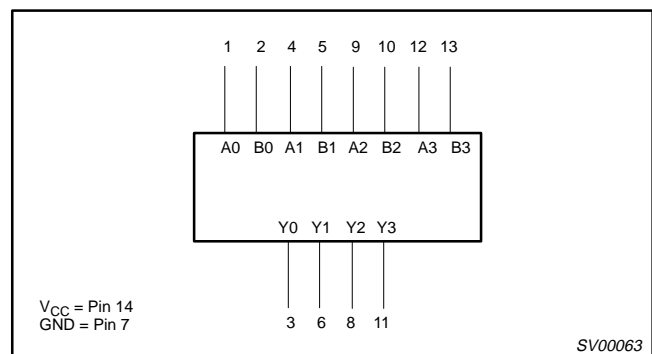 1 2 4 5 9 10 12 13
A0 B0 A1 B1 A2 B2 A3 B3
Y0 Y1 Y2 Y3
3 6 8 11
VCC = Pin 14
GND = Pin 7
SV00063